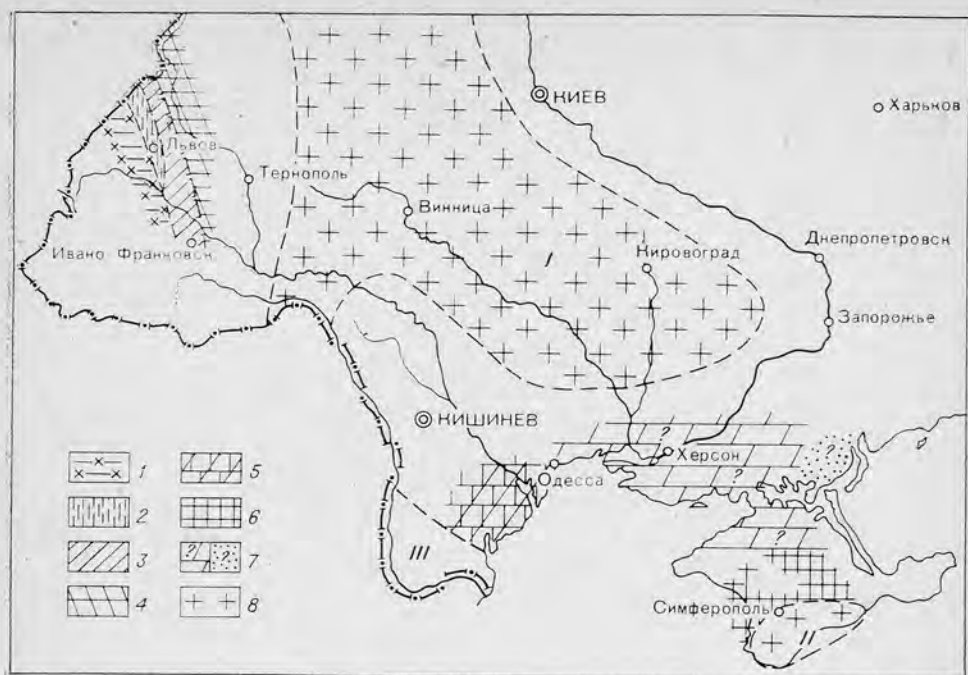 КИЕВ
Харьков
Львов
Тернополь
Винница
Ивано Франковск
I
Кировоград
Днепропетровск
Запорожье
КИШИНЕВ
?
Херсон
?
?
Одесса
?
III
Симферополь
II
1
2
3
4
5
6
? ? 7
8